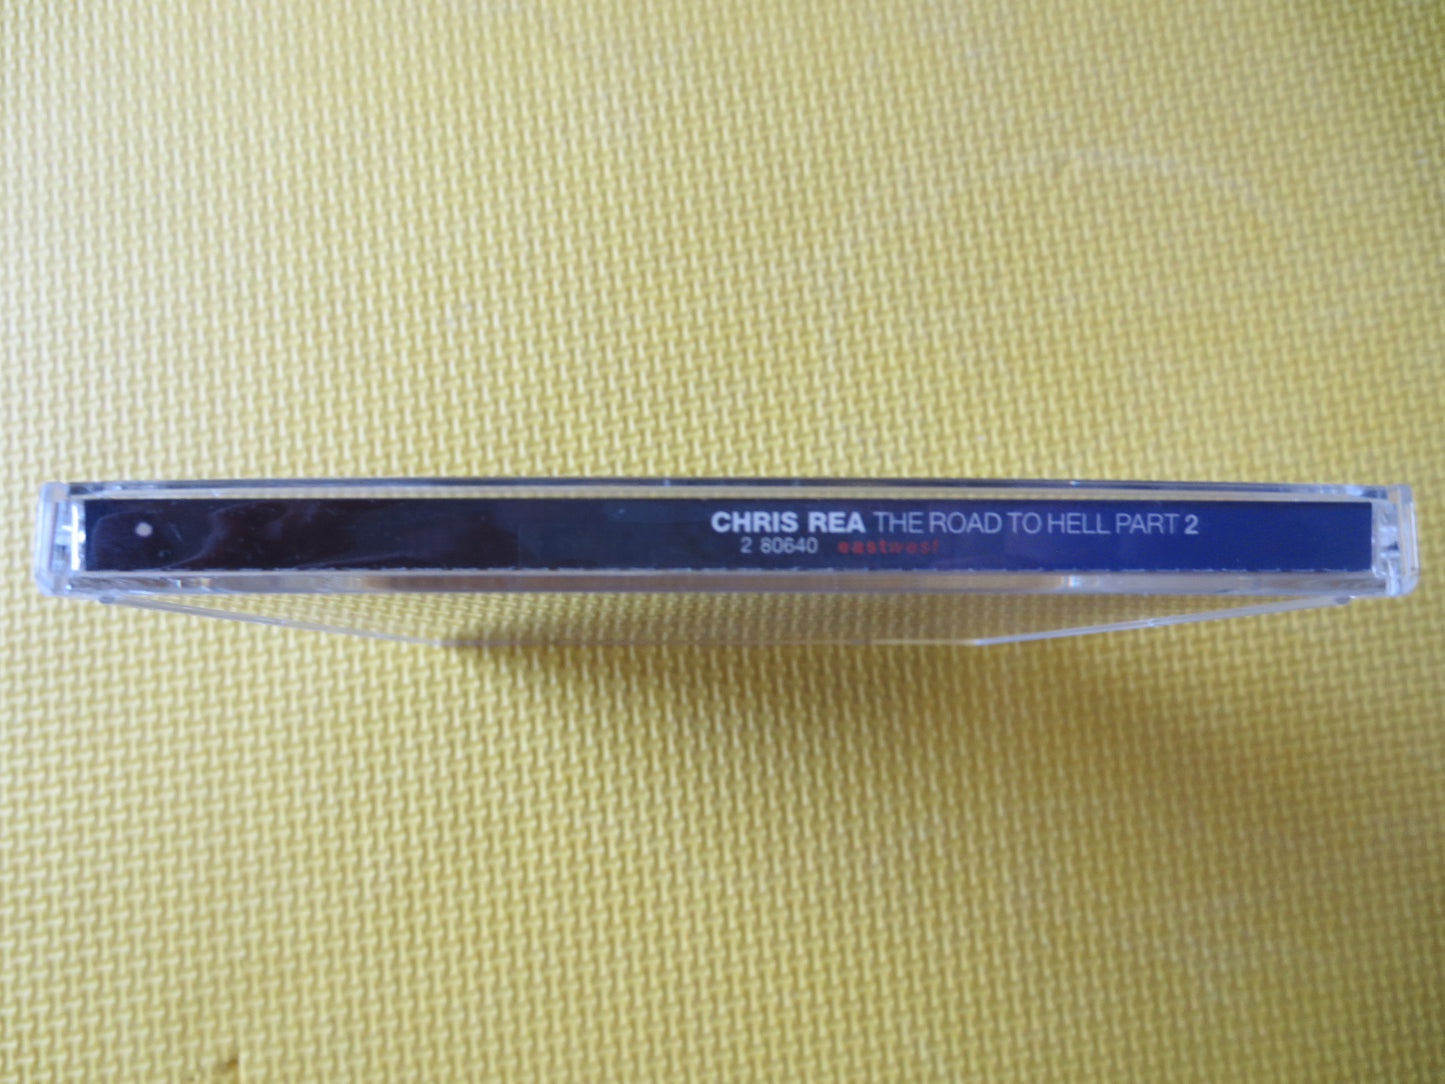 CHRIS REA THE ROAD TO HELL PART 2
2 80640 eastwest